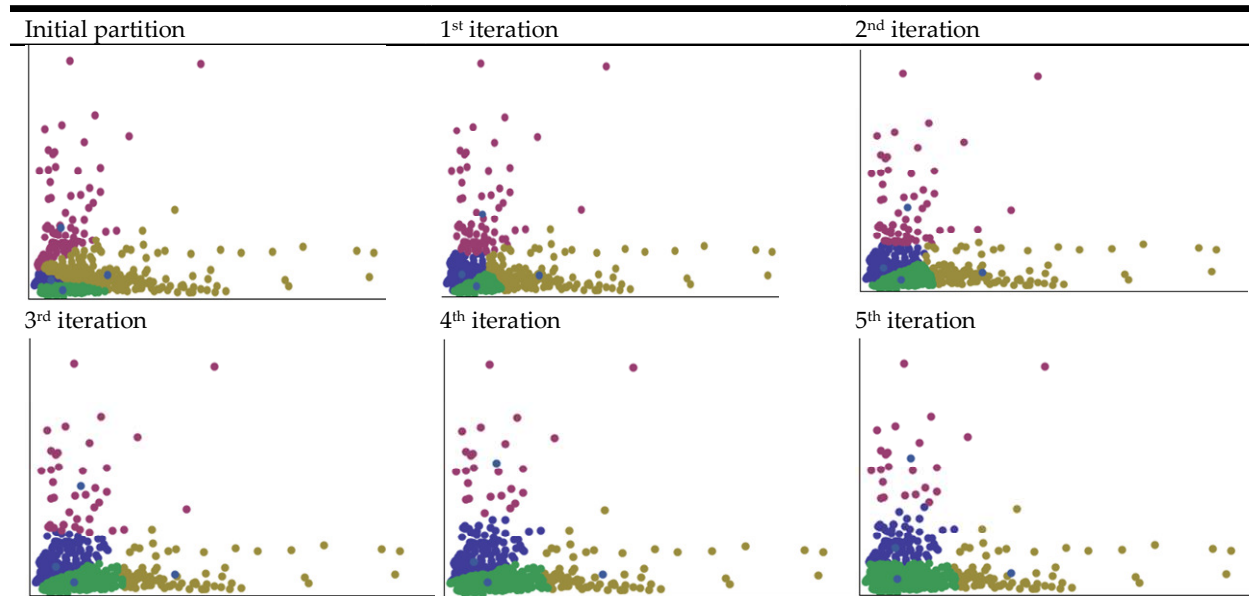 Initial partition
1st iteration
2nd iteration
3rd iteration
4th iteration
5th iteration